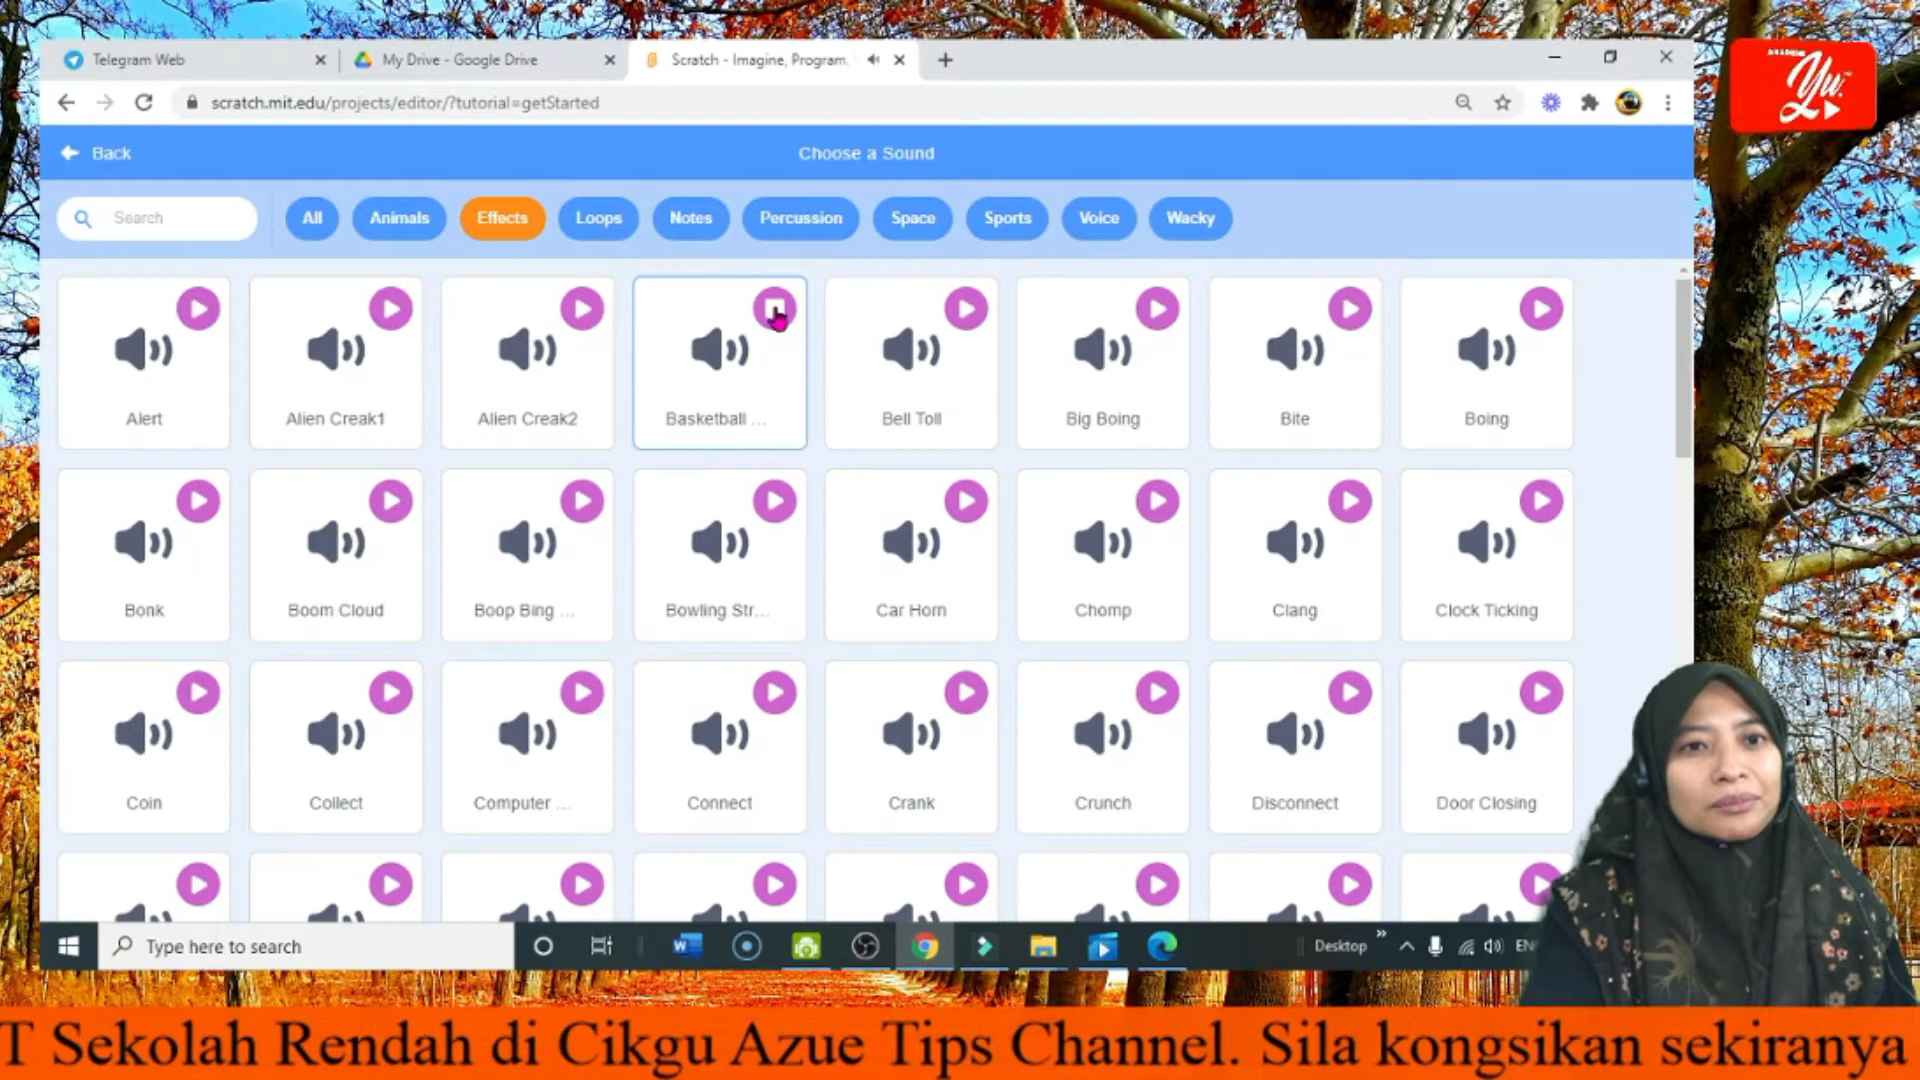 Telegram Web
My Drive - Google Drive
Scratch - Imagine, Program,
scratch.mit.edu/projects/editor/?tutorial=getStarted
AKADEMI
Yu
Back
Choose a Sound
Search
All
Animals
Effects
Loops
Notes
Percussion
Space
Sports
Voice
Wacky
Alert
Alien Creak1
Alien Creak2
Basketball ...
Bell Toll
Big Boing
Bite
Boing
Bonk
Boom Cloud
Boop Bing ...
Bowling Str...
Car Horn
Chomp
Clang
Clock Ticking
Coin
Collect
Computer ...
Connect
Crank
Crunch
Disconnect
Door Closing
Type here to search
Desktop
T Sekolah Rendah di Cikgu Azue Tips Channel. Sila kongsikan sekiranya